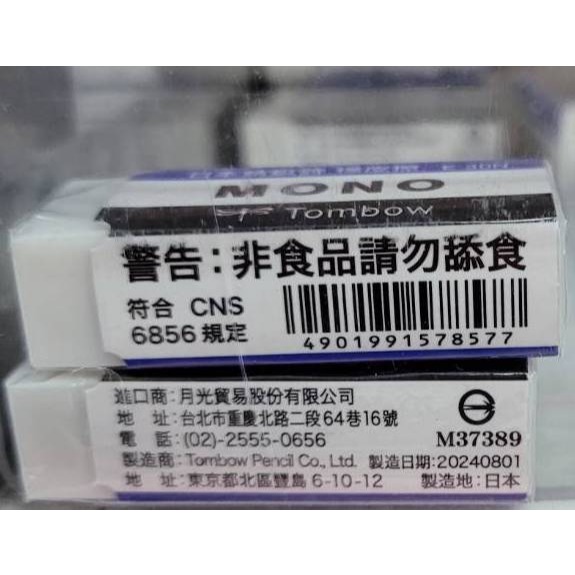 MONO
Tombow
警告：非食品請勿舔食
符合 CNS
6856 規定
4901991578577
進口商：月光貿易股份有限公司
地　址：台北市重慶北路二段64巷16號
電　話：(02)-2555-0656
M37389
製造商：Tombow Pencil Co., Ltd. 製造日期：20240801
地　址：東京都北區豐島 6-10-12 製造地：日本